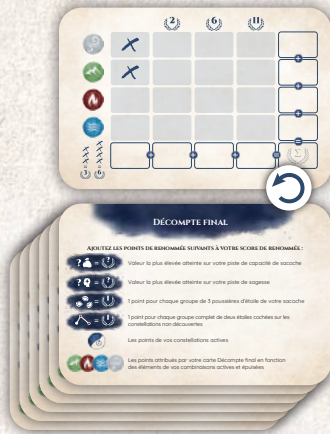 2 6 11
3 6
Σ
DÉCOMPTE FINAL
AJOUTEZ LES POINTS DE RENOMMÉE SUIVANTS À VOTRE SCORE DE RENOMMÉE :
? = ? Valeur la plus élevée atteinte sur votre piste de capacité de sacoche
? = ? Valeur la plus élevée atteinte sur votre piste de sagesse
= 1 1 point pour chaque groupe de 3 poussières d'étoile de votre sacoche
= 1 1 point pour chaque groupe complet de deux étoiles cochées sur les
constellations non découvertes
Les points de vos constellations actives
Les points attribués par votre carte Décompte final en fonction
des éléments de vos combinaisons actives et épuisées